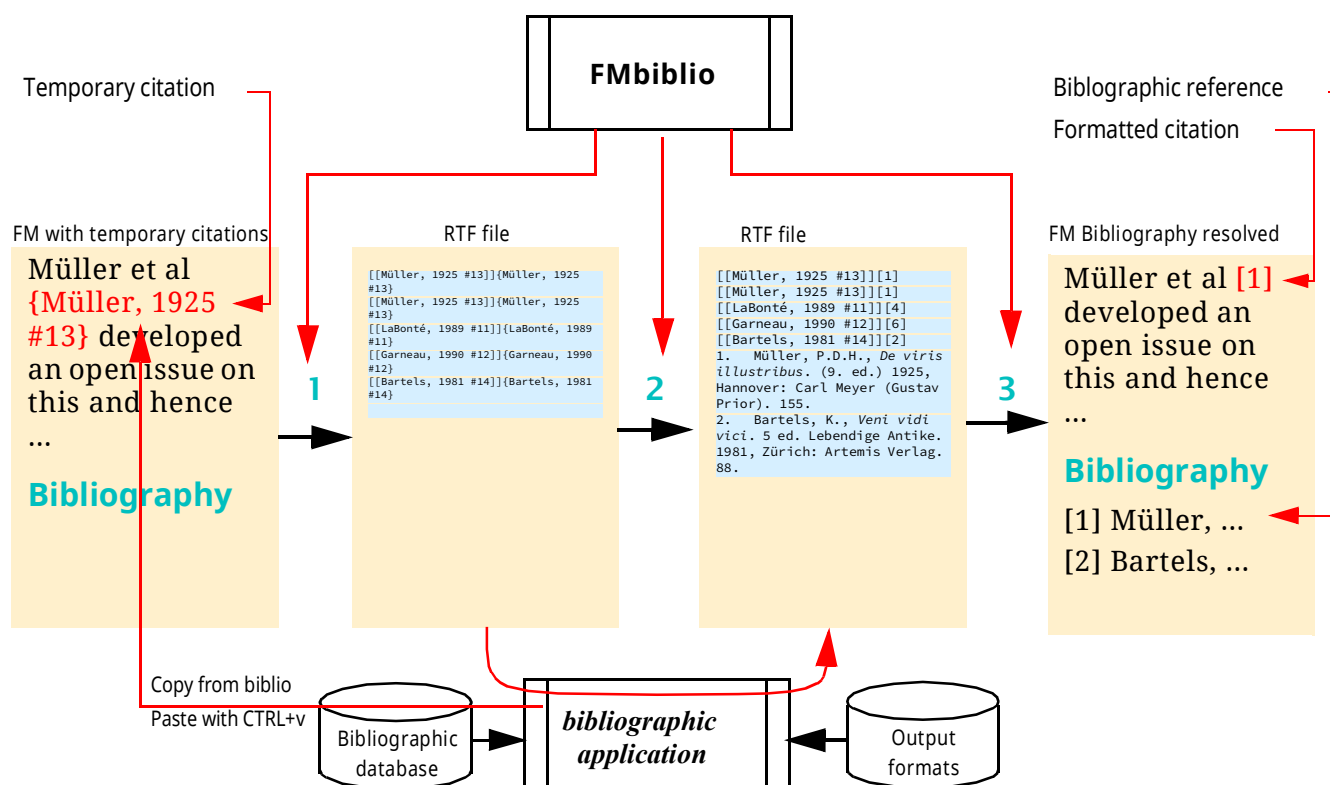 FMbiblio
Temporary citation
Biblographic reference
Formatted citation
FM with temporary citations
Müller et al
{Müller, 1925
#13} developed
an open issue on
this and hence
...
Bibliography
1
RTF file
[[Müller, 1925 #13]]{Müller, 1925
#13}
[[Müller, 1925 #13]]{Müller, 1925
#13}
[[LaBonté, 1989 #11]]{LaBonté, 1989
#11}
[[Garneau, 1990 #12]]{Garneau, 1990
#12}
[[Bartels, 1981 #14]]{Bartels, 1981
#14}
2
RTF file
[[Müller, 1925 #13]][1]
[[Müller, 1925 #13]][1]
[[LaBonté, 1989 #11]][4]
[[Garneau, 1990 #12]][6]
[[Bartels, 1981 #14]][2]
1. Müller, P.D.H., De viris
illustribus. (9. ed.) 1925,
Hannover: Carl Meyer (Gustav
Prior). 155.
2. Bartels, K., Veni vidi
vici. 5 ed. Lebendige Antike.
1981, Zürich: Artemis Verlag.
88.
3
FM Bibliography resolved
Müller et al [1]
developed an
open issue on
this and hence
...
Bibliography
[1] Müller, ...
[2] Bartels, ...
Copy from biblio
Paste with CTRL+v
Bibliographic
database
bibliographic
application
Output
formats